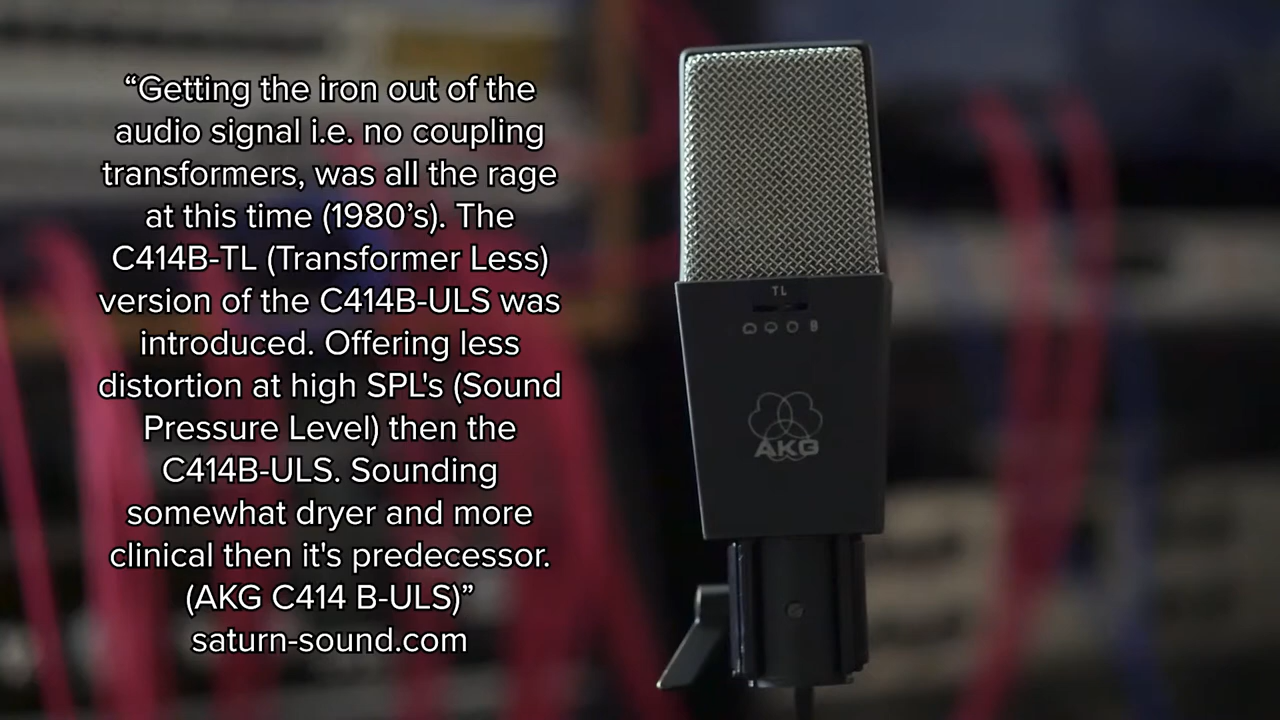 “Getting the iron out of the
audio signal i.e. no coupling
transformers, was all the rage
at this time (1980’s). The
C414B-TL (Transformer Less)
version of the C414B-ULS was
introduced. Offering less
distortion at high SPL's (Sound
Pressure Level) then the
C414B-ULS. Sounding
somewhat dryer and more
clinical then it's predecessor.
(AKG C414 B-ULS)”
saturn-sound.com
TL
AKG